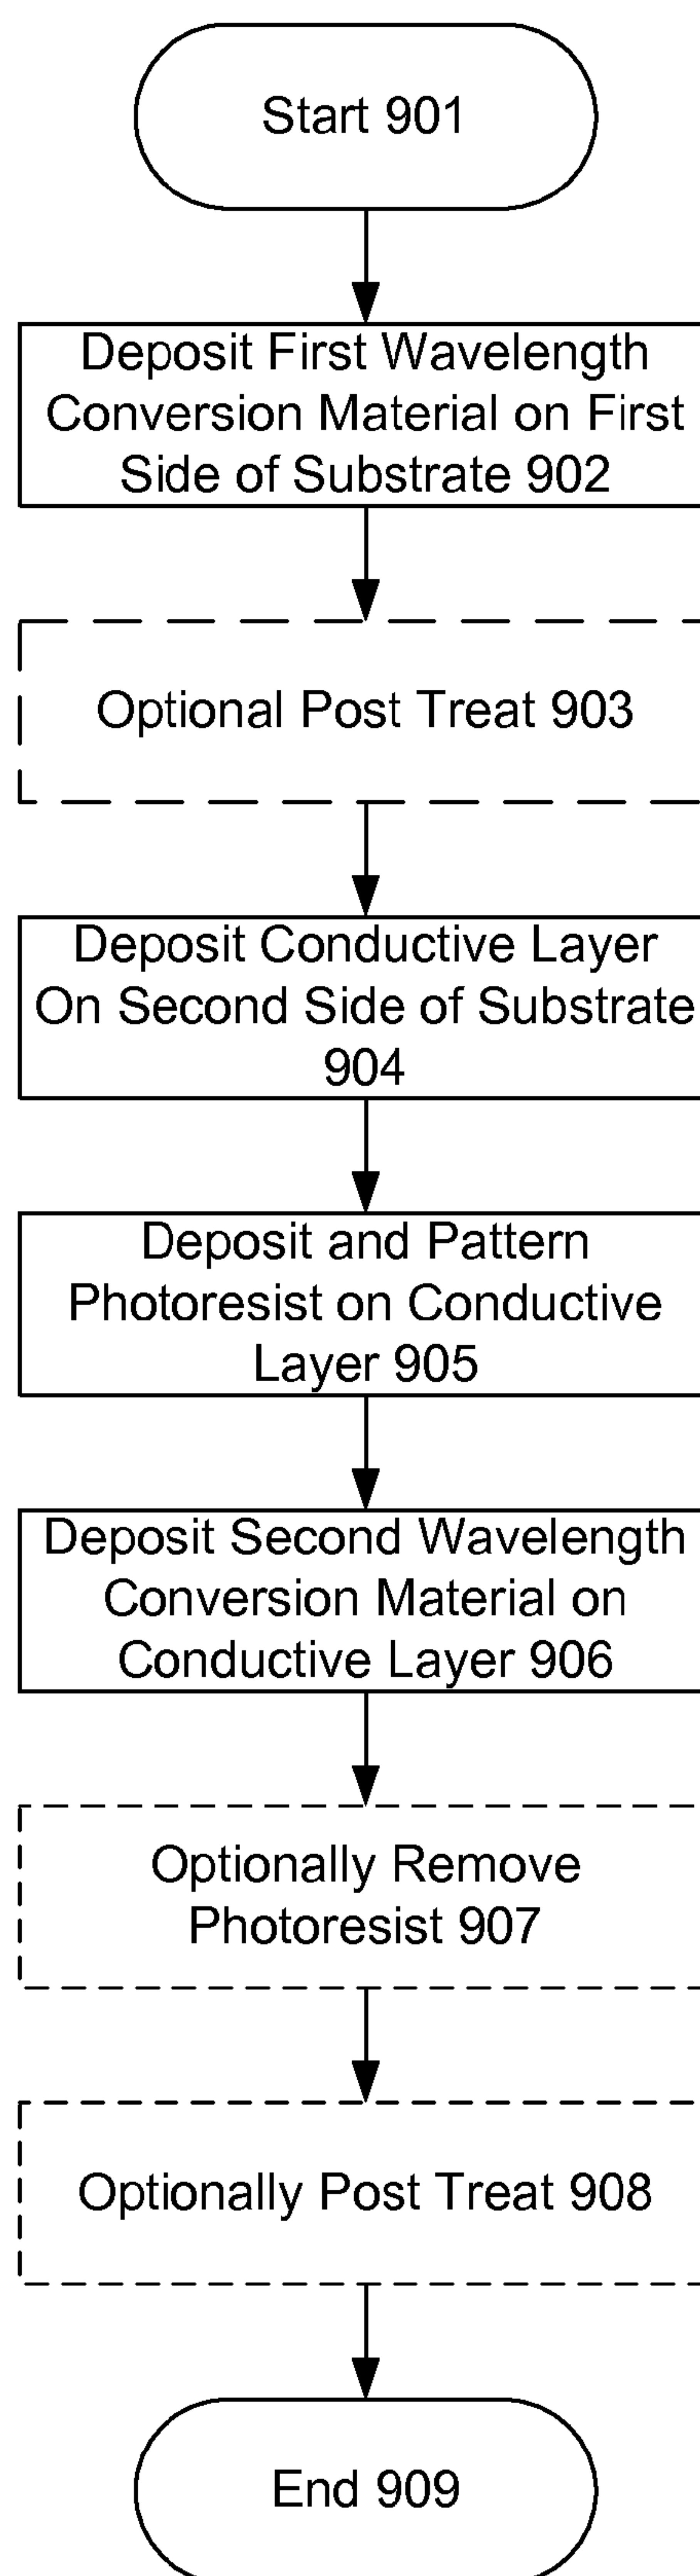 Start 901
Deposit First Wavelength
Conversion Material on First
Side of Substrate 902
Optional Post Treat 903
Deposit Conductive Layer
On Second Side of Substrate
904
Deposit and Pattern
Photoresist on Conductive
Layer 905
Deposit Second Wavelength
Conversion Material on
Conductive Layer 906
Optionally Remove
Photoresist 907
Optionally Post Treat 908
End 909